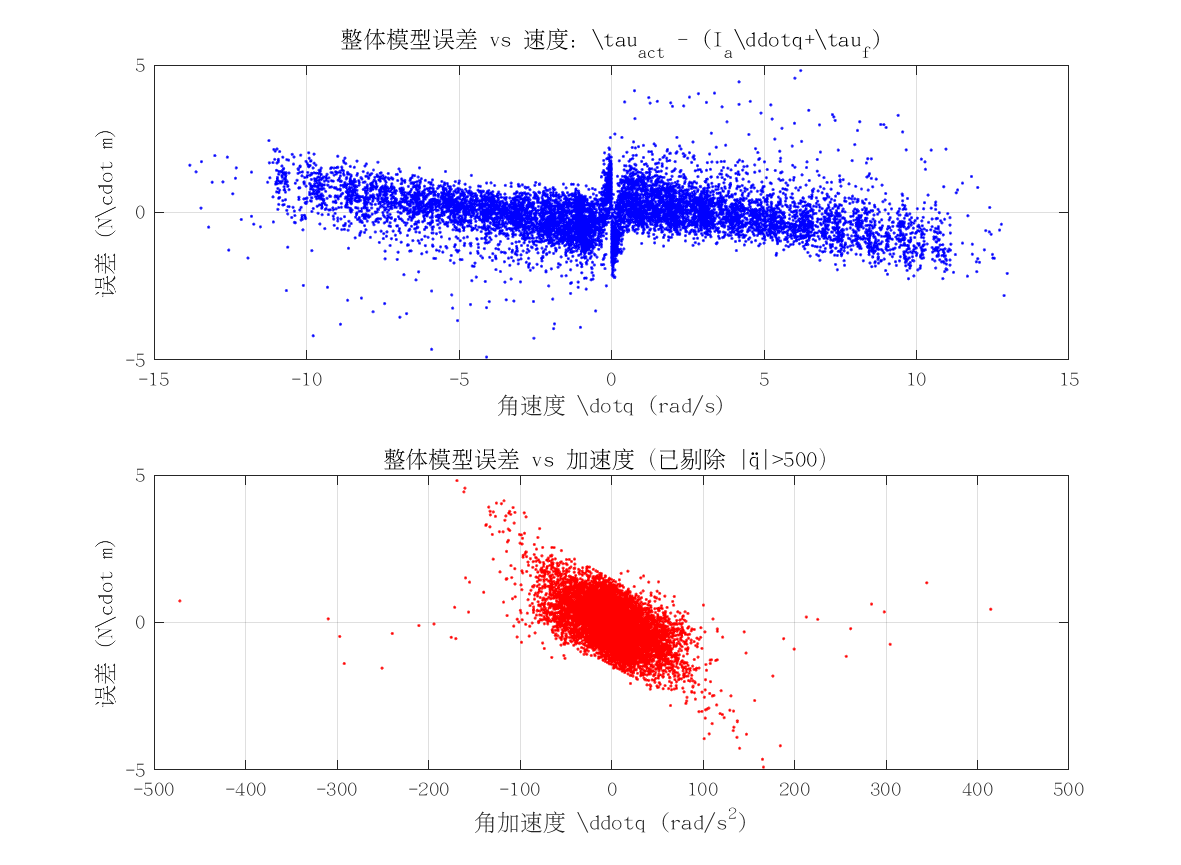 整体模型误差 vs 速度: \tau_act - (I_a\ddotq+\tau_f)
5
0
-5
误差 (N\cdot m)
-15 -10 -5 0 5 10 15
角速度 \dotq (rad/s)
整体模型误差 vs 加速度 (已剔除 |q̈|>500)
5
0
-5
误差 (N\cdot m)
-500 -400 -300 -200 -100 0 100 200 300 400 500
角加速度 \ddotq (rad/s²)